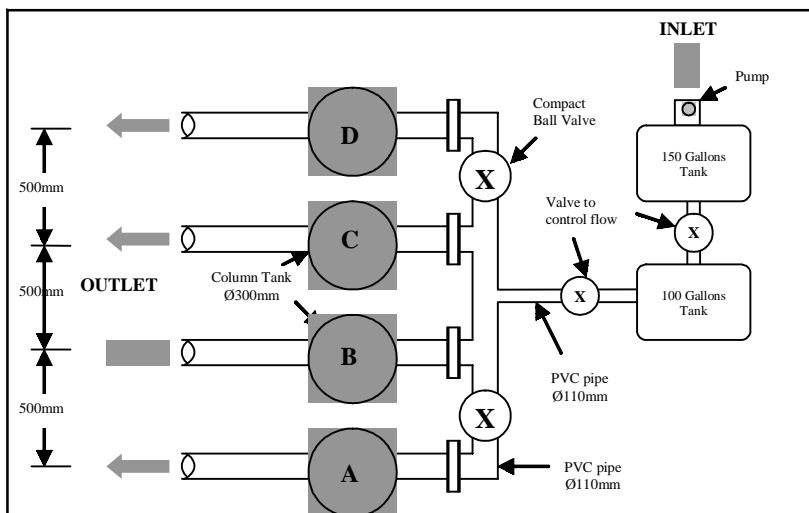 INLET
Pump
Compact
Ball Valve
D
150 Gallons
Tank
X
500mm
Valve to
control flow
C
X
Column Tank
Ø300mm
OUTLET
500mm
X
100 Gallons
Tank
B
PVC pipe
Ø110mm
500mm
X
A
PVC pipe
Ø110mm